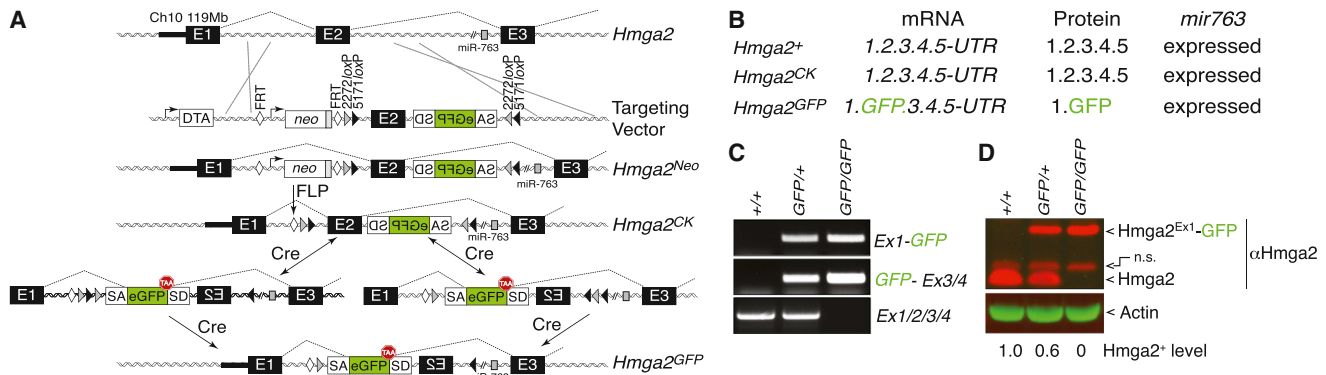 A
Ch10 119Mb
E1
E2
E3
miR-763
Hmga2
FRT
FRT
2272loxP
5171loxP
2272loxP
5171loxP
DTA
neo
E2
SD
eGFP
SA
Targeting
Vector
E1
neo
E2
SD
eGFP
SA
miR-763
E3
Hmga2Neo
FLP
E1
E2
SD
eGFP
SA
miR-763
E3
Hmga2CK
Cre
Cre
E1
SA
eGFP
TAA
SD
E2
E3
E1
SA
eGFP
TAA
SD
E2
E3
Cre
Cre
E1
SA
eGFP
TAA
SD
E2
E3
Hmga2GFP
B
mRNA Protein mir763
Hmga2+ 1.2.3.4.5-UTR 1.2.3.4.5 expressed
Hmga2CK 1.2.3.4.5-UTR 1.2.3.4.5 expressed
Hmga2GFP 1.GFP.3.4.5-UTR 1.GFP expressed
C
+/+
GFP/+
GFP/GFP
Ex1-GFP
GFP- Ex3/4
Ex1/2/3/4
D
+/+
GFP/+
GFP/GFP
< Hmga2Ex1-GFP
n.s.
< Hmga2
αHmga2
< Actin
1.0 0.6 0 Hmga2+ level